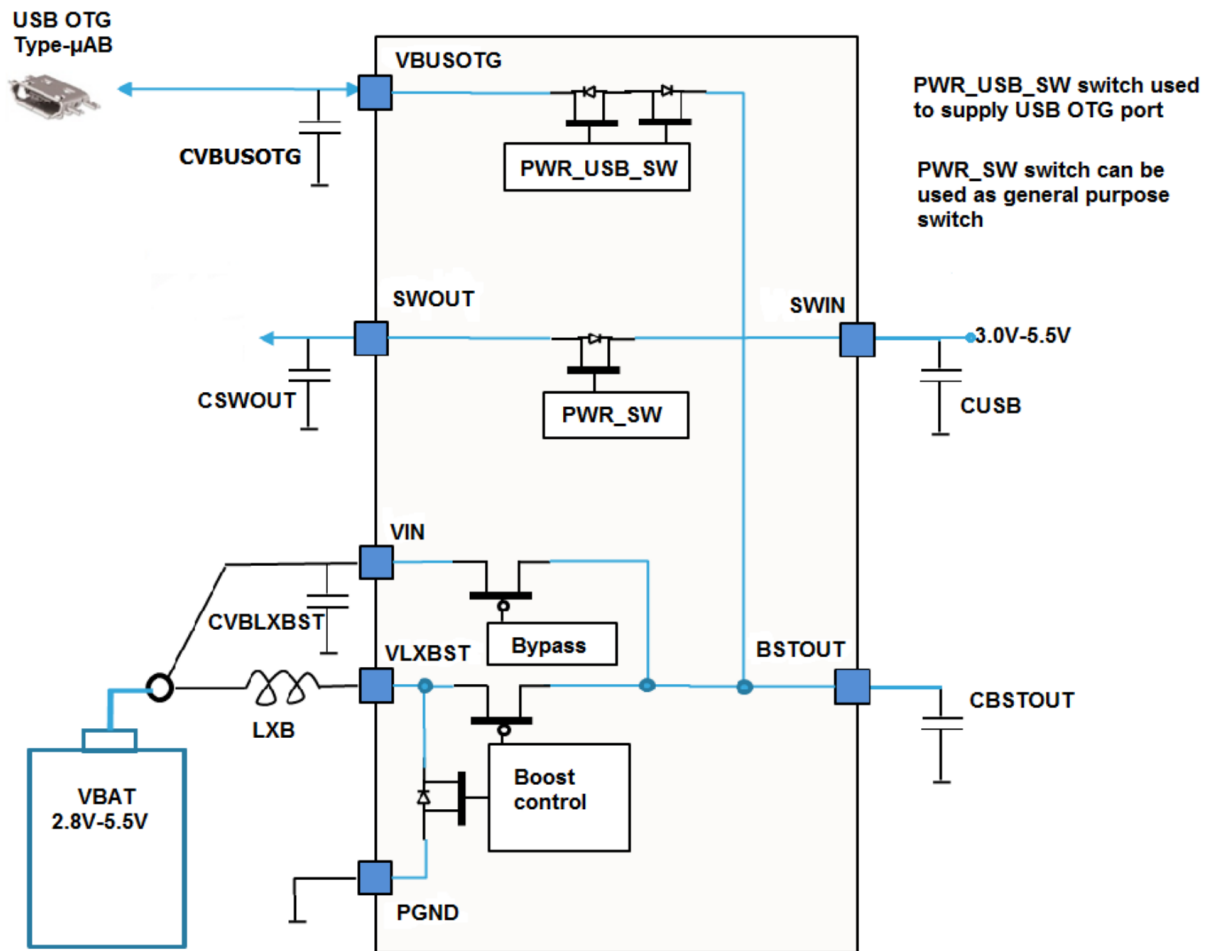 USB OTG
Type-µAB
VBUSOTG
CVBUSOTG
PWR_USB_SW
PWR_USB_SW switch used
to supply USB OTG port
PWR_SW switch can be
used as general purpose
switch
SWOUT
SWIN
3.0V-5.5V
CSWOUT
PWR_SW
CUSB
VIN
CVBLXBST
Bypass
VLXBST
BSTOUT
LXB
CBSTOUT
Boost
control
VBAT
2.8V-5.5V
PGND